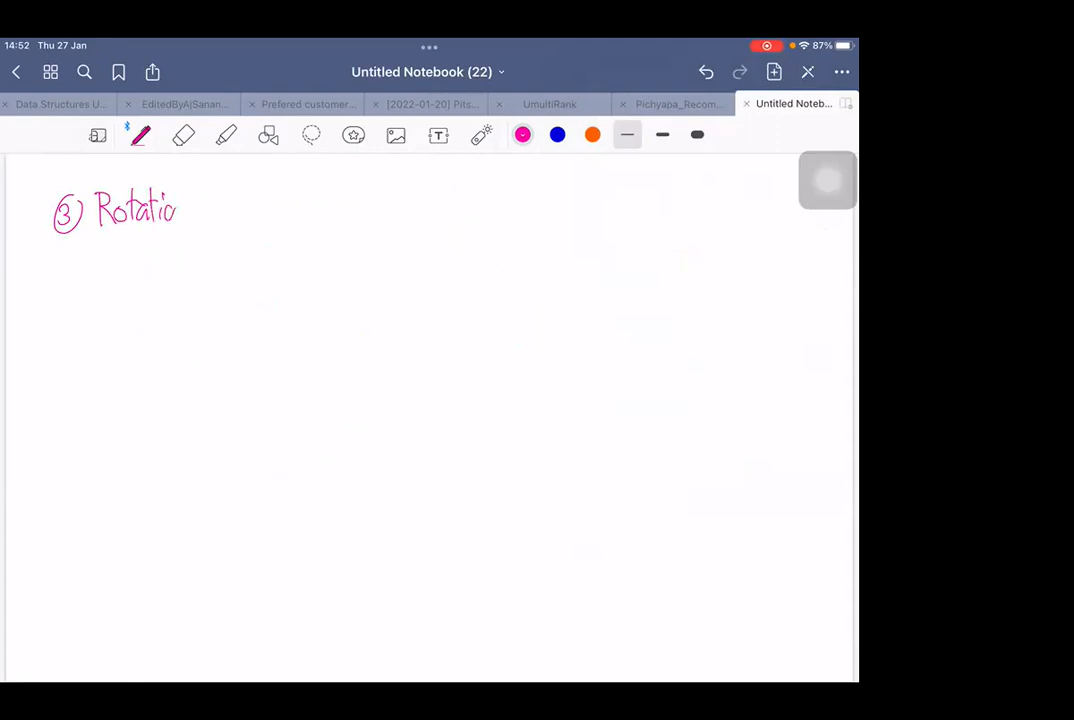 14:52 Thu 27 Jan 87%
Untitled Notebook (22)
Data Structures U... EditedByAjSanan... Prefered customer... [2022-01-20] Pits... UmultiRank Pichyapa_Recom... Untitled Noteb...
T
③ Rotatio